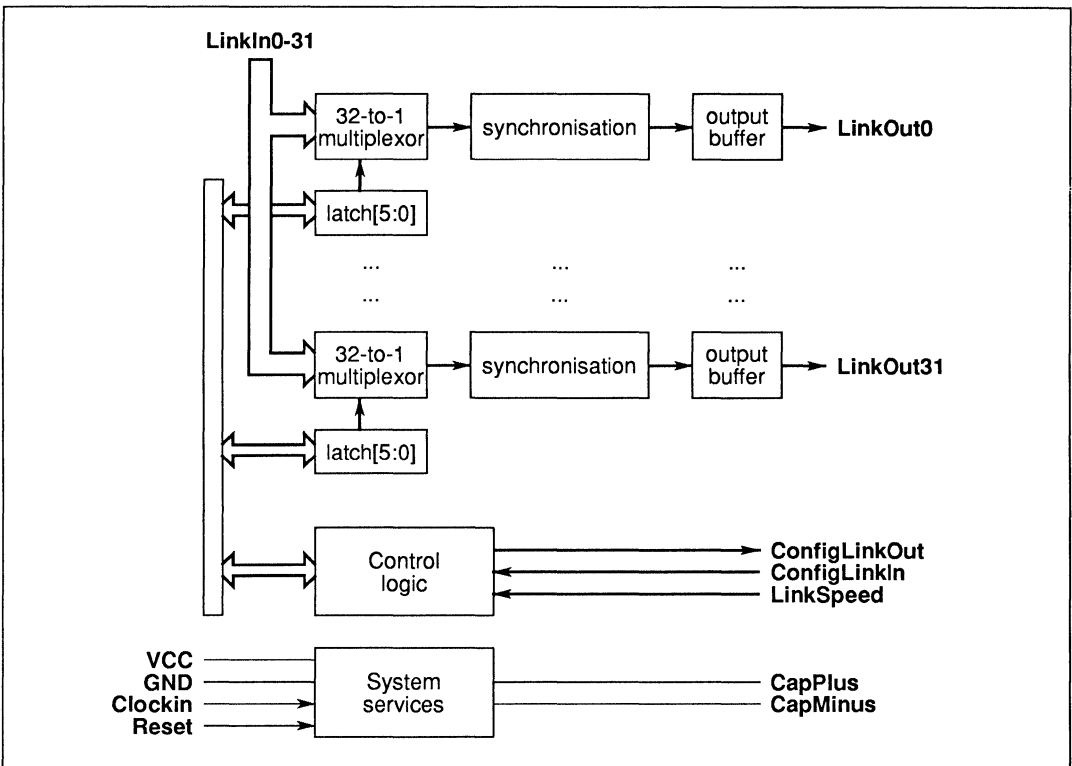 LinkIn0-31
32-to-1
multiplexor
synchronisation
output
buffer
LinkOut0
latch[5:0]
... ... ...
... ... ...
32-to-1
multiplexor
synchronisation
output
buffer
LinkOut31
latch[5:0]
Control
logic
ConfigLinkOut
ConfigLinkIn
LinkSpeed
VCC
GND
Clockin
Reset
System
services
CapPlus
CapMinus